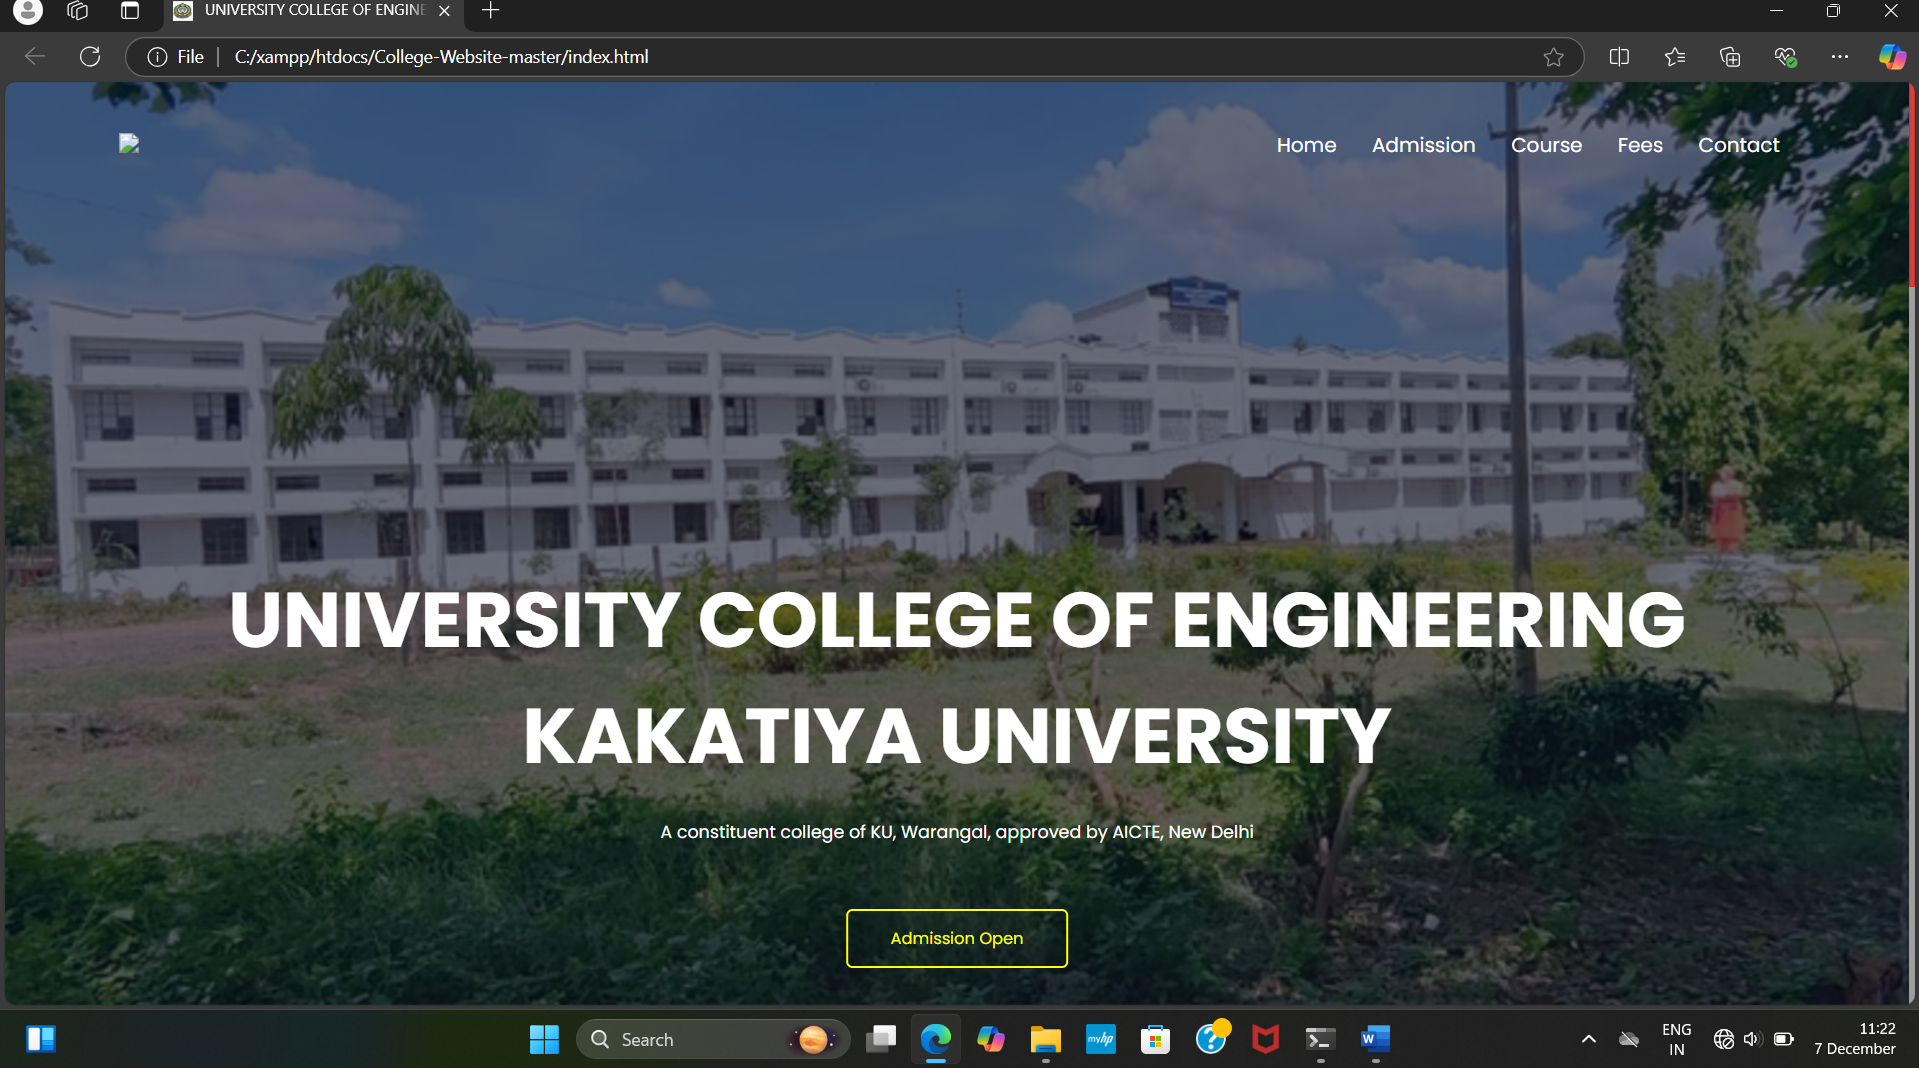 UNIVERSITY COLLEGE OF ENGINE
File
C:/xampp/htdocs/College-Website-master/index.html
Home Admission Course Fees Contact
UNIVERSITY COLLEGE OF ENGINEERING
KAKATIYA UNIVERSITY
A constituent college of KU, Warangal, approved by AICTE, New Delhi
Admission Open
Search
myhp
W
ENG
IN
11:22
7 December